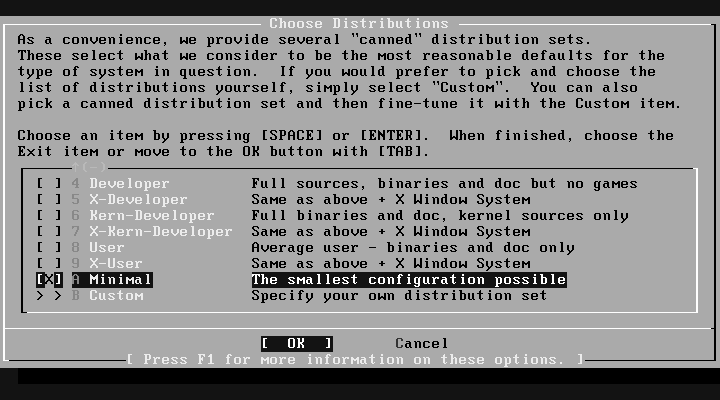 Choose Distributions
As a convenience, we provide several "canned" distribution sets.
These select what we consider to be the most reasonable defaults for the
type of system in question.  If you would prefer to pick and choose the
list of distributions yourself, simply select "Custom".  You can also
pick a canned distribution set and then fine-tune it with the Custom item.
Choose an item by pressing [SPACE] or [ENTER].  When finished, choose the
Exit item or move to the OK button with [TAB].
↑(-)
[ ] 4 Developer Full sources, binaries and doc but no games
[ ] 5 X-Developer Same as above + X Window System
[ ] 6 Kern-Developer Full binaries and doc, kernel sources only
[ ] 7 X-Kern-Developer Same as above + X Window System
[ ] 8 User Average user - binaries and doc only
[ ] 9 X-User Same as above + X Window System
[X] A Minimal The smallest configuration possible
> > B Custom Specify your own distribution set
[  OK  ] Cancel
[ Press F1 for more information on these options. ]